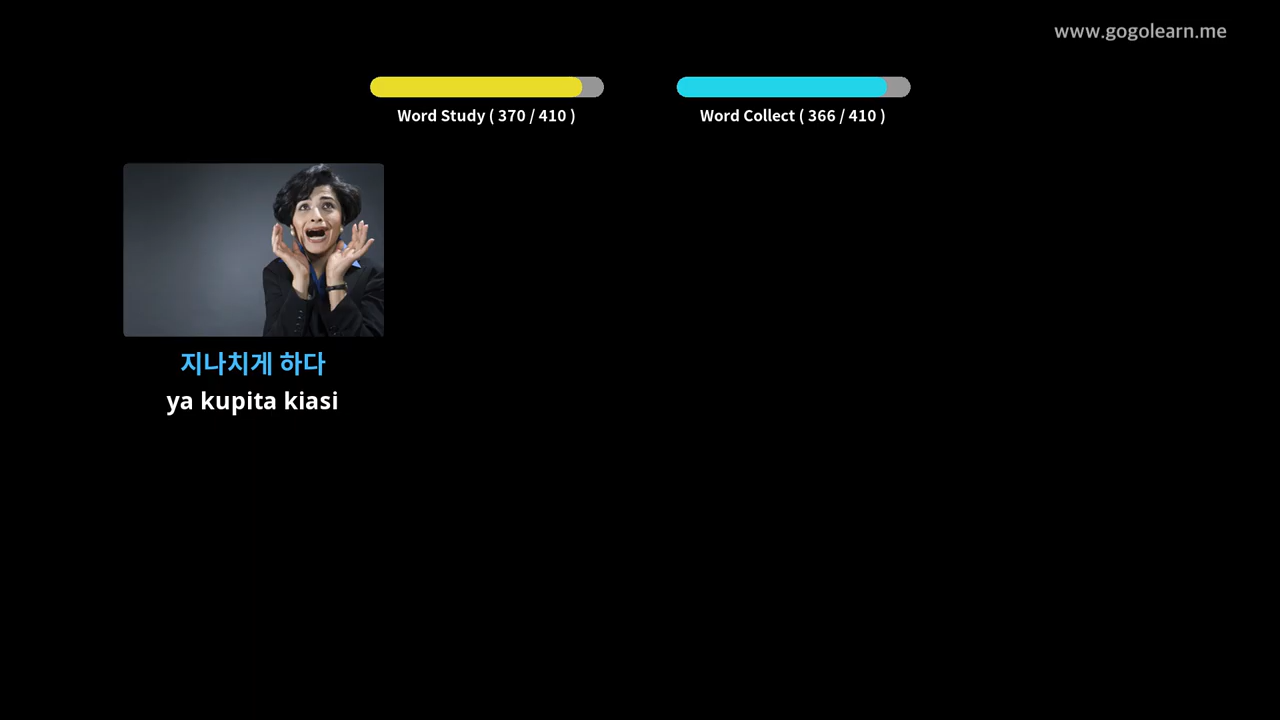 www.gogolearn.me
Word Study ( 370 / 410 )
Word Collect ( 366 / 410 )
지나치게 하다
ya kupita kiasi